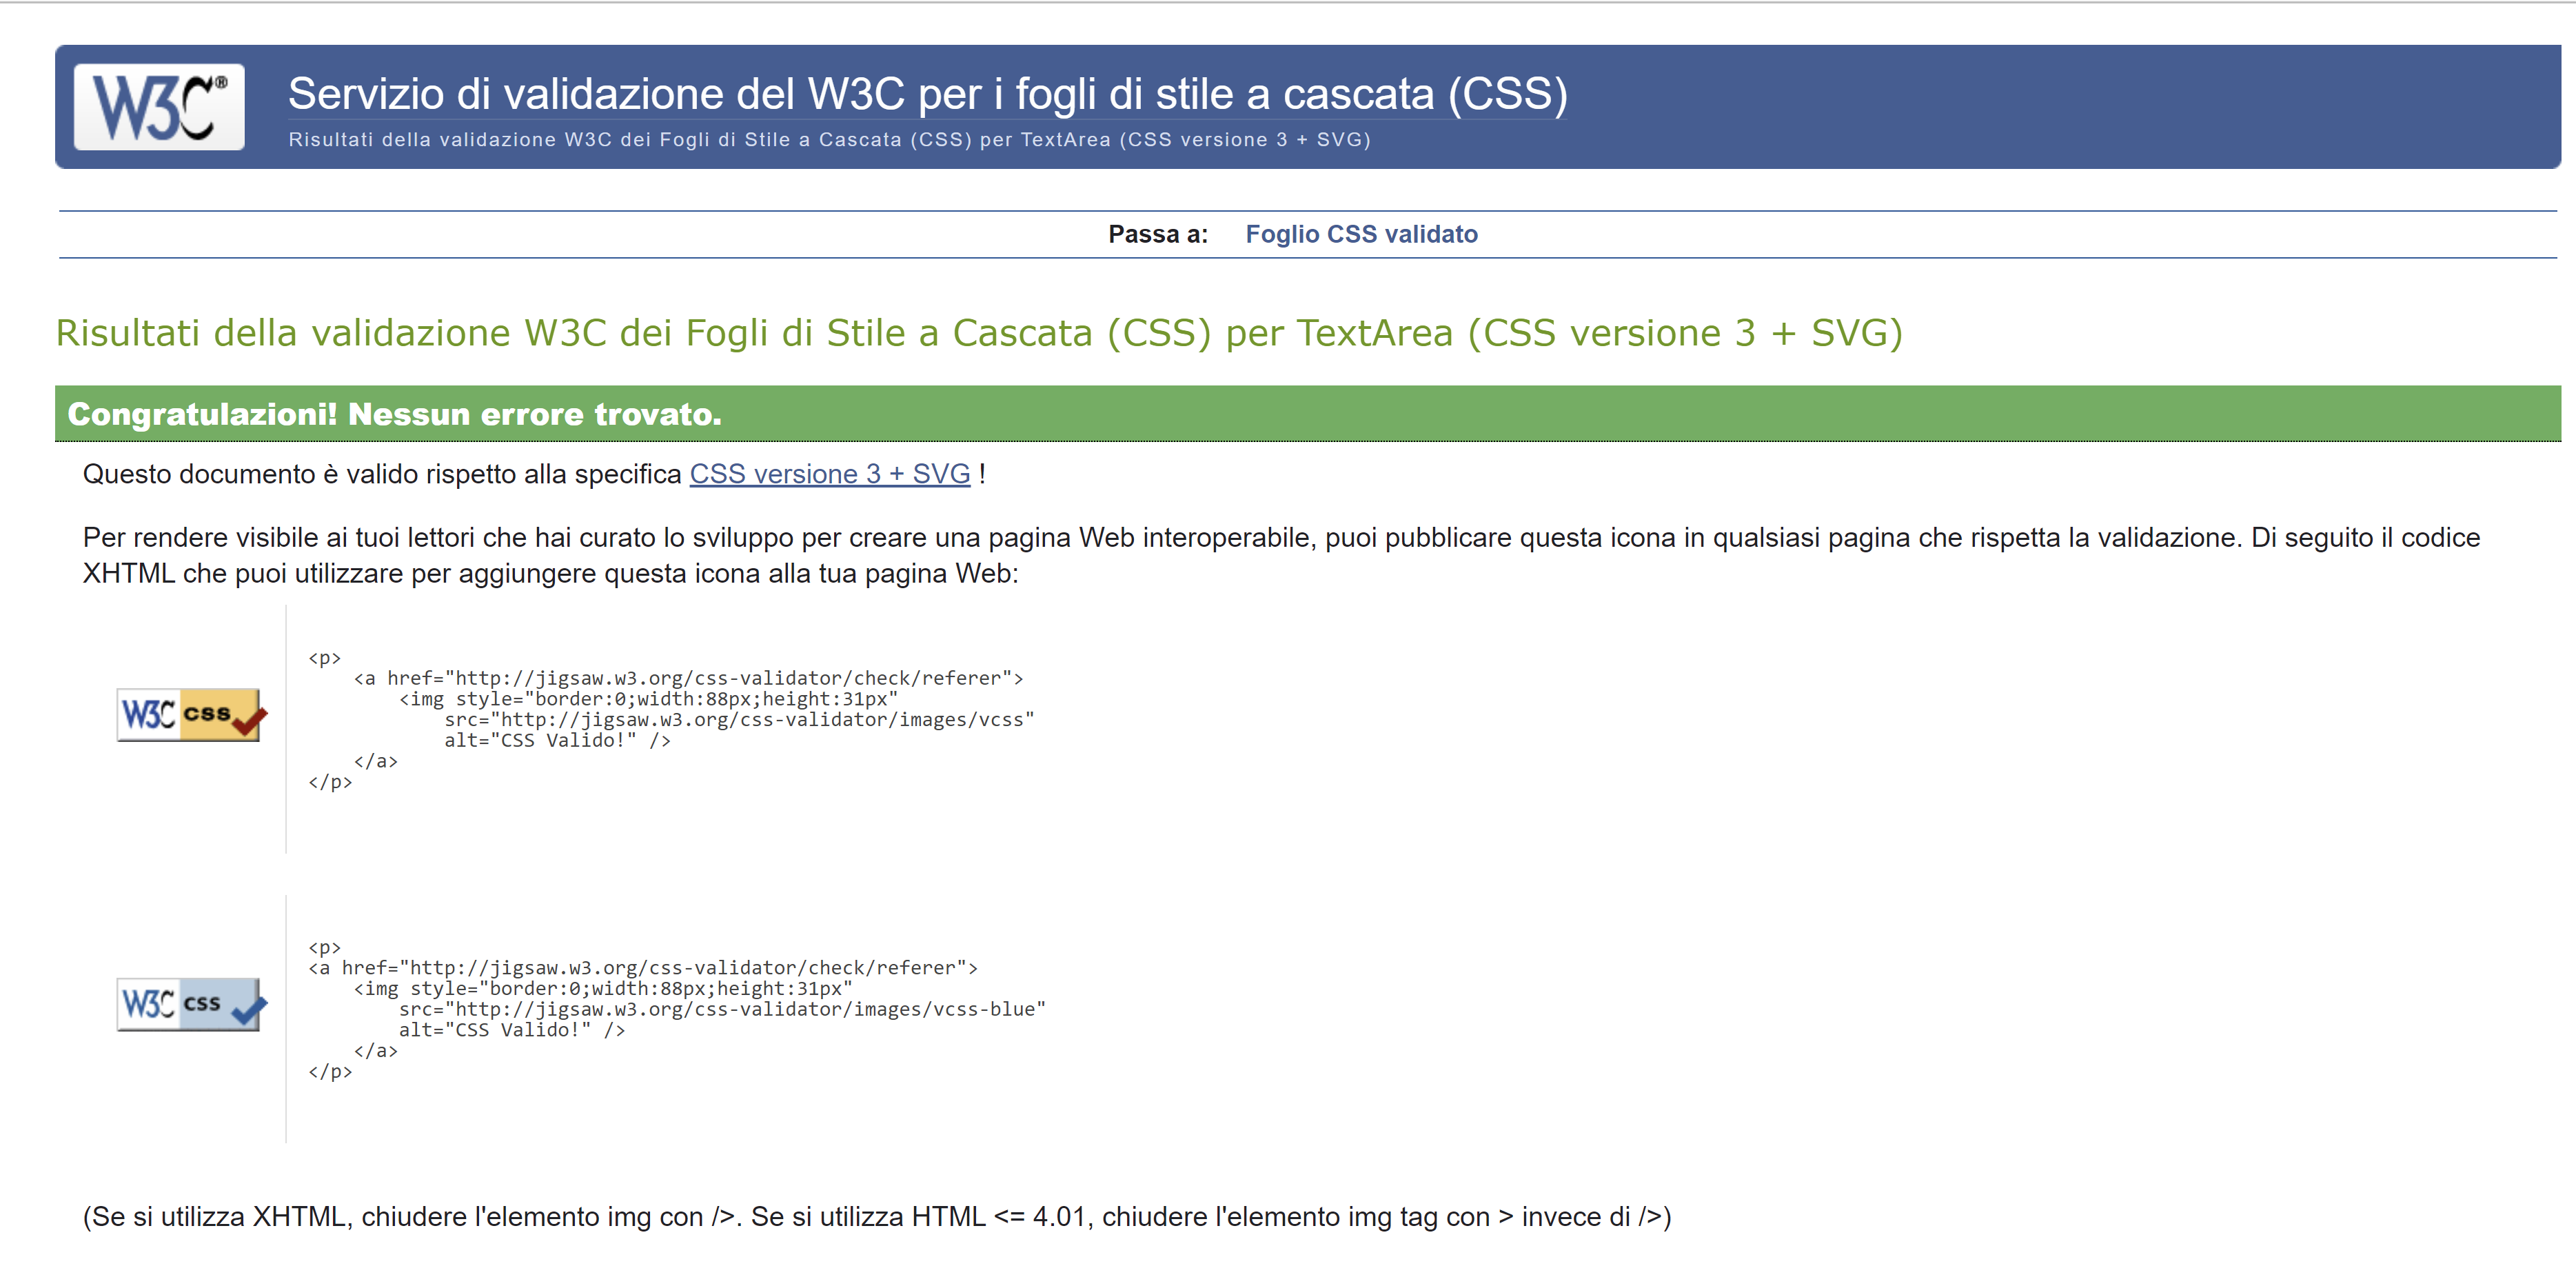 W3C®
Servizio di validazione del W3C per i fogli di stile a cascata (CSS)
Risultati della validazione W3C dei Fogli di Stile a Cascata (CSS) per TextArea (CSS versione 3 + SVG)
Passa a: Foglio CSS validato
Risultati della validazione W3C dei Fogli di Stile a Cascata (CSS) per TextArea (CSS versione 3 + SVG)
Congratulazioni! Nessun errore trovato.
Questo documento è valido rispetto alla specifica CSS versione 3 + SVG !
Per rendere visibile ai tuoi lettori che hai curato lo sviluppo per creare una pagina Web interoperabile, puoi pubblicare questa icona in qualsiasi pagina che rispetta la validazione. Di seguito il codice
XHTML che puoi utilizzare per aggiungere questa icona alla tua pagina Web:
W3C css
<p>
    <a href="http://jigsaw.w3.org/css-validator/check/referer">
        <img style="border:0;width:88px;height:31px"
            src="http://jigsaw.w3.org/css-validator/images/vcss"
            alt="CSS Valido!" />
    </a>
</p>
W3C css
<p>
<a href="http://jigsaw.w3.org/css-validator/check/referer">
    <img style="border:0;width:88px;height:31px"
        src="http://jigsaw.w3.org/css-validator/images/vcss-blue"
        alt="CSS Valido!" />
    </a>
</p>
(Se si utilizza XHTML, chiudere l'elemento img con />. Se si utilizza HTML <= 4.01, chiudere l'elemento img tag con > invece di />)